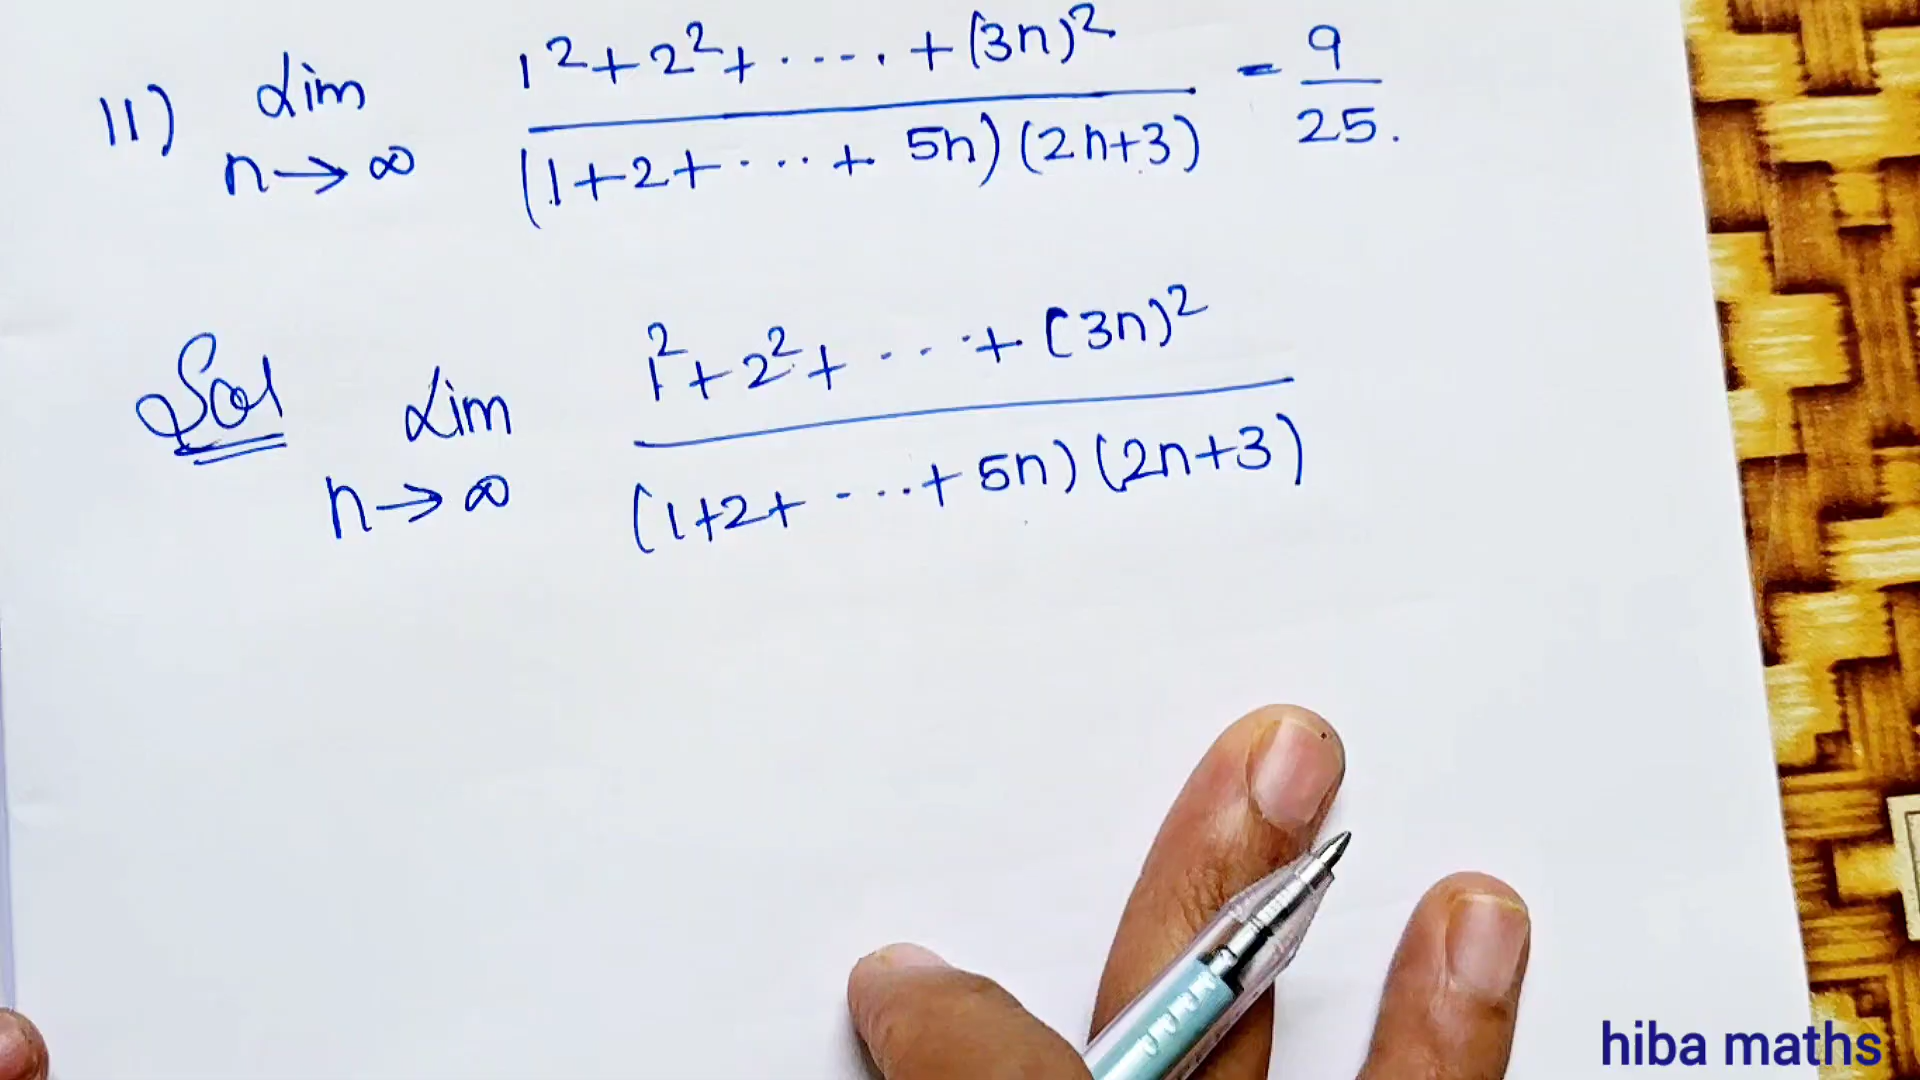 11) Lim n→∞ 1²+2²+.....+(3n)² / (1+2+....+5n)(2n+3) = 9/25.
Sol Lim n→∞ 1²+2²+....+(3n)² / (1+2+....+5n)(2n+3)
hiba maths